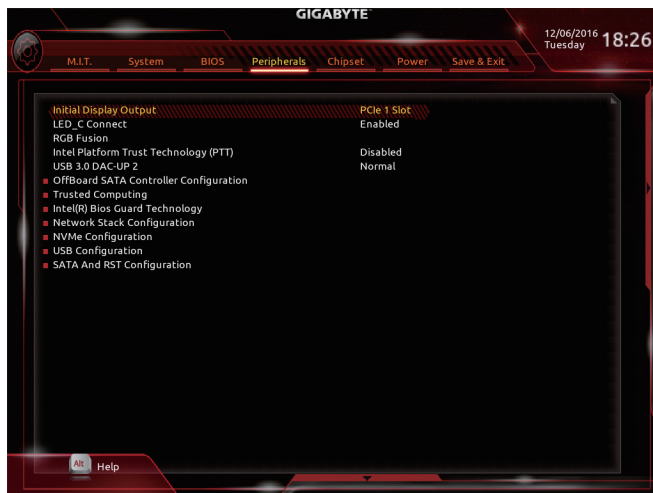 GIGABYTE™
12/06/2016
Tuesday
18:26
M.I.T. System BIOS Peripherals Chipset Power Save & Exit
Initial Display Output PCIe 1 Slot
LED_C Connect Enabled
RGB Fusion
Intel Platform Trust Technology (PTT) Disabled
USB 3.0 DAC-UP 2 Normal
OffBoard SATA Controller Configuration
Trusted Computing
Intel(R) Bios Guard Technology
Network Stack Configuration
NVMe Configuration
USB Configuration
SATA And RST Configuration
Alt Help